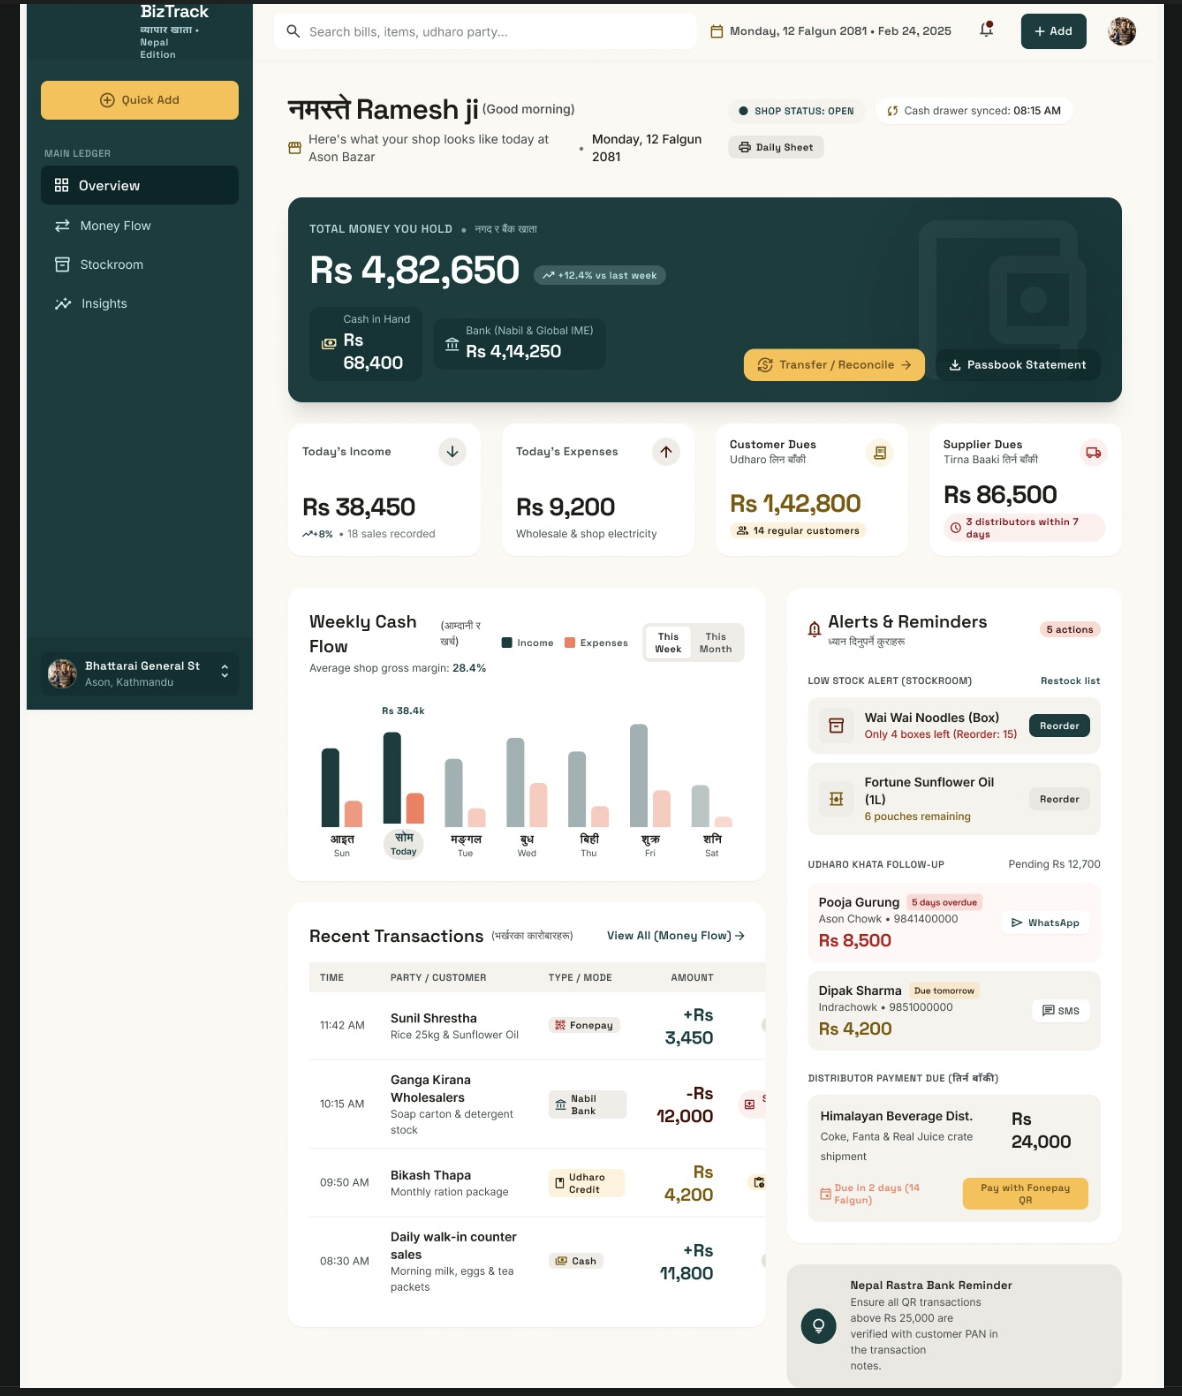 BizTrack
व्यापार खाता •
Nepal
Edition
Quick Add
MAIN LEDGER
Overview
Money Flow
Stockroom
Insights
Bhattarai General St
Ason, Kathmandu
Search bills, items, udharo party...
Monday, 12 Falgun 2081 • Feb 24, 2025
+ Add
नमस्ते Ramesh ji (Good morning)
Here's what your shop looks like today at
Ason Bazar
• Monday, 12 Falgun
2081
SHOP STATUS: OPEN
Cash drawer synced: 08:15 AM
Daily Sheet
TOTAL MONEY YOU HOLD • नगद र बैंक खाता
Rs 4,82,650
+12.4% vs last week
Cash in Hand
Rs
68,400
Bank (Nabil & Global IME)
Rs 4,14,250
Transfer / Reconcile →
Passbook Statement
Today's Income
Rs 38,450
+8% • 18 sales recorded
Today's Expenses
Rs 9,200
Wholesale & shop electricity
Customer Dues
Udharo लिन बाँकी
Rs 1,42,800
14 regular customers
Supplier Dues
Tirna Baaki तिर्न बाँकी
Rs 86,500
3 distributors within 7
days
Weekly Cash
Flow
(आम्दानी र
खर्च)
Average shop gross margin: 28.4%
Income
Expenses
This
Week
This
Month
Rs 38.4k
आइत
Sun
सोम
Today
मङ्गल
Tue
बुध
Wed
बिही
Thu
शुक्र
Fri
शनि
Sat
Recent Transactions (भर्खरका कारोबारहरू)
View All (Money Flow) →
TIME PARTY / CUSTOMER TYPE / MODE AMOUNT
11:42 AM
Sunil Shrestha
Rice 25kg & Sunflower Oil
Fonepay
+Rs
3,450
10:15 AM
Ganga Kirana
Wholesalers
Soap carton & detergent
stock
Nabil
Bank
-Rs
12,000
S
09:50 AM
Bikash Thapa
Monthly ration package
Udharo
Credit
Rs
4,200
08:30 AM
Daily walk-in counter
sales
Morning milk, eggs & tea
packets
Cash
+Rs
11,800
Alerts & Reminders
ध्यान दिनुपर्ने कुराहरू
5 actions
LOW STOCK ALERT (STOCKROOM)
Restock list
Wai Wai Noodles (Box)
Only 4 boxes left (Reorder: 15)
Reorder
Fortune Sunflower Oil
(1L)
6 pouches remaining
Reorder
UDHARO KHATA FOLLOW-UP
Pending Rs 12,700
Pooja Gurung 5 days overdue
Ason Chowk • 9841400000
Rs 8,500
WhatsApp
Dipak Sharma Due tomorrow
Indrachowk • 9851000000
Rs 4,200
SMS
DISTRIBUTOR PAYMENT DUE (तिर्न बाँकी)
Himalayan Beverage Dist.
Coke, Fanta & Real Juice crate
shipment
Rs
24,000
Due in 2 days (14
Falgun)
Pay with Fonepay
QR
Nepal Rastra Bank Reminder
Ensure all QR transactions
above Rs 25,000 are
verified with customer PAN in
the transaction
notes.